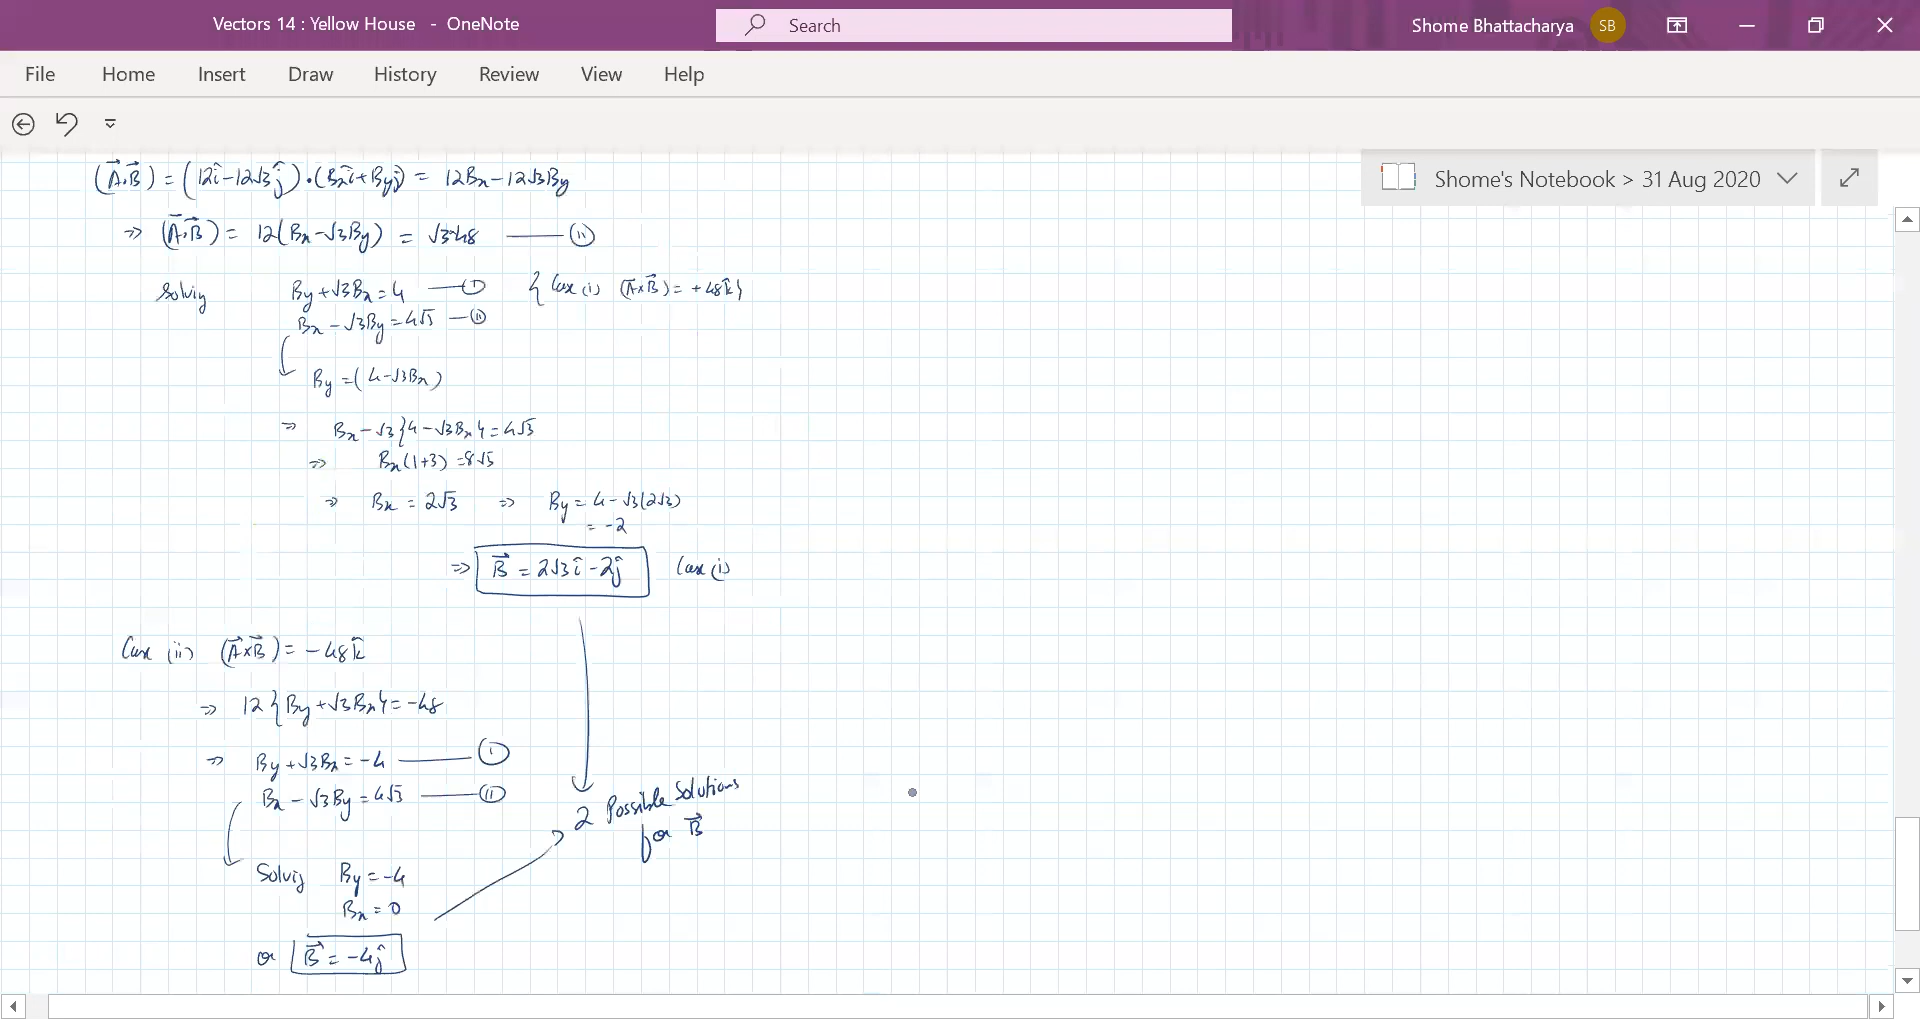 Vectors 14 : Yellow House - OneNote
Search
Shome Bhattacharya SB
File Home Insert Draw History Review View Help
Shome's Notebook > 31 Aug 2020
(A⃗.B⃗) = (12î-12√3ĵ)•(Bxî+Byĵ) = 12Bx-12√3By
⇒ (A⃗.B⃗) = 12(Bx-√3By) = √3·48 —— (ii)
Solvig By+√3Bx=4 —— (i) { Case (i) (A⃗×B⃗) = +48k̂}
Bx-√3By=4√3 —(ii)
By=(4-√3Bx)
⇒ Bx-√3{4-√3Bx}=4√3
⇒ Bx(1+3)=8√3
⇒ Bx = 2√3 ⇒ By = 4-√3(2√3)
= -2
⇒ B⃗ = 2√3î-2ĵ Case (i)
Case (ii) (A⃗×B⃗) = -48k̂
⇒ 12{By+√3Bx}=-48
⇒ By+√3Bx=-4 —— (i)
Bx-√3By=4√3 —— (ii)
2 Possible Solutions
for B⃗
Solvig By=-4
Bx=0
or B⃗ = -4ĵ